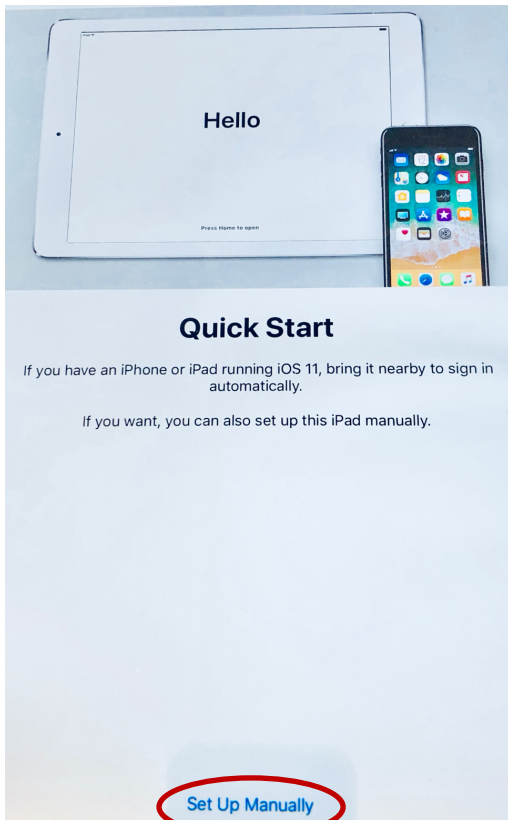 Hello
Press Home to open
Quick Start
If you have an iPhone or iPad running iOS 11, bring it nearby to sign in
automatically.
If you want, you can also set up this iPad manually.
Set Up Manually